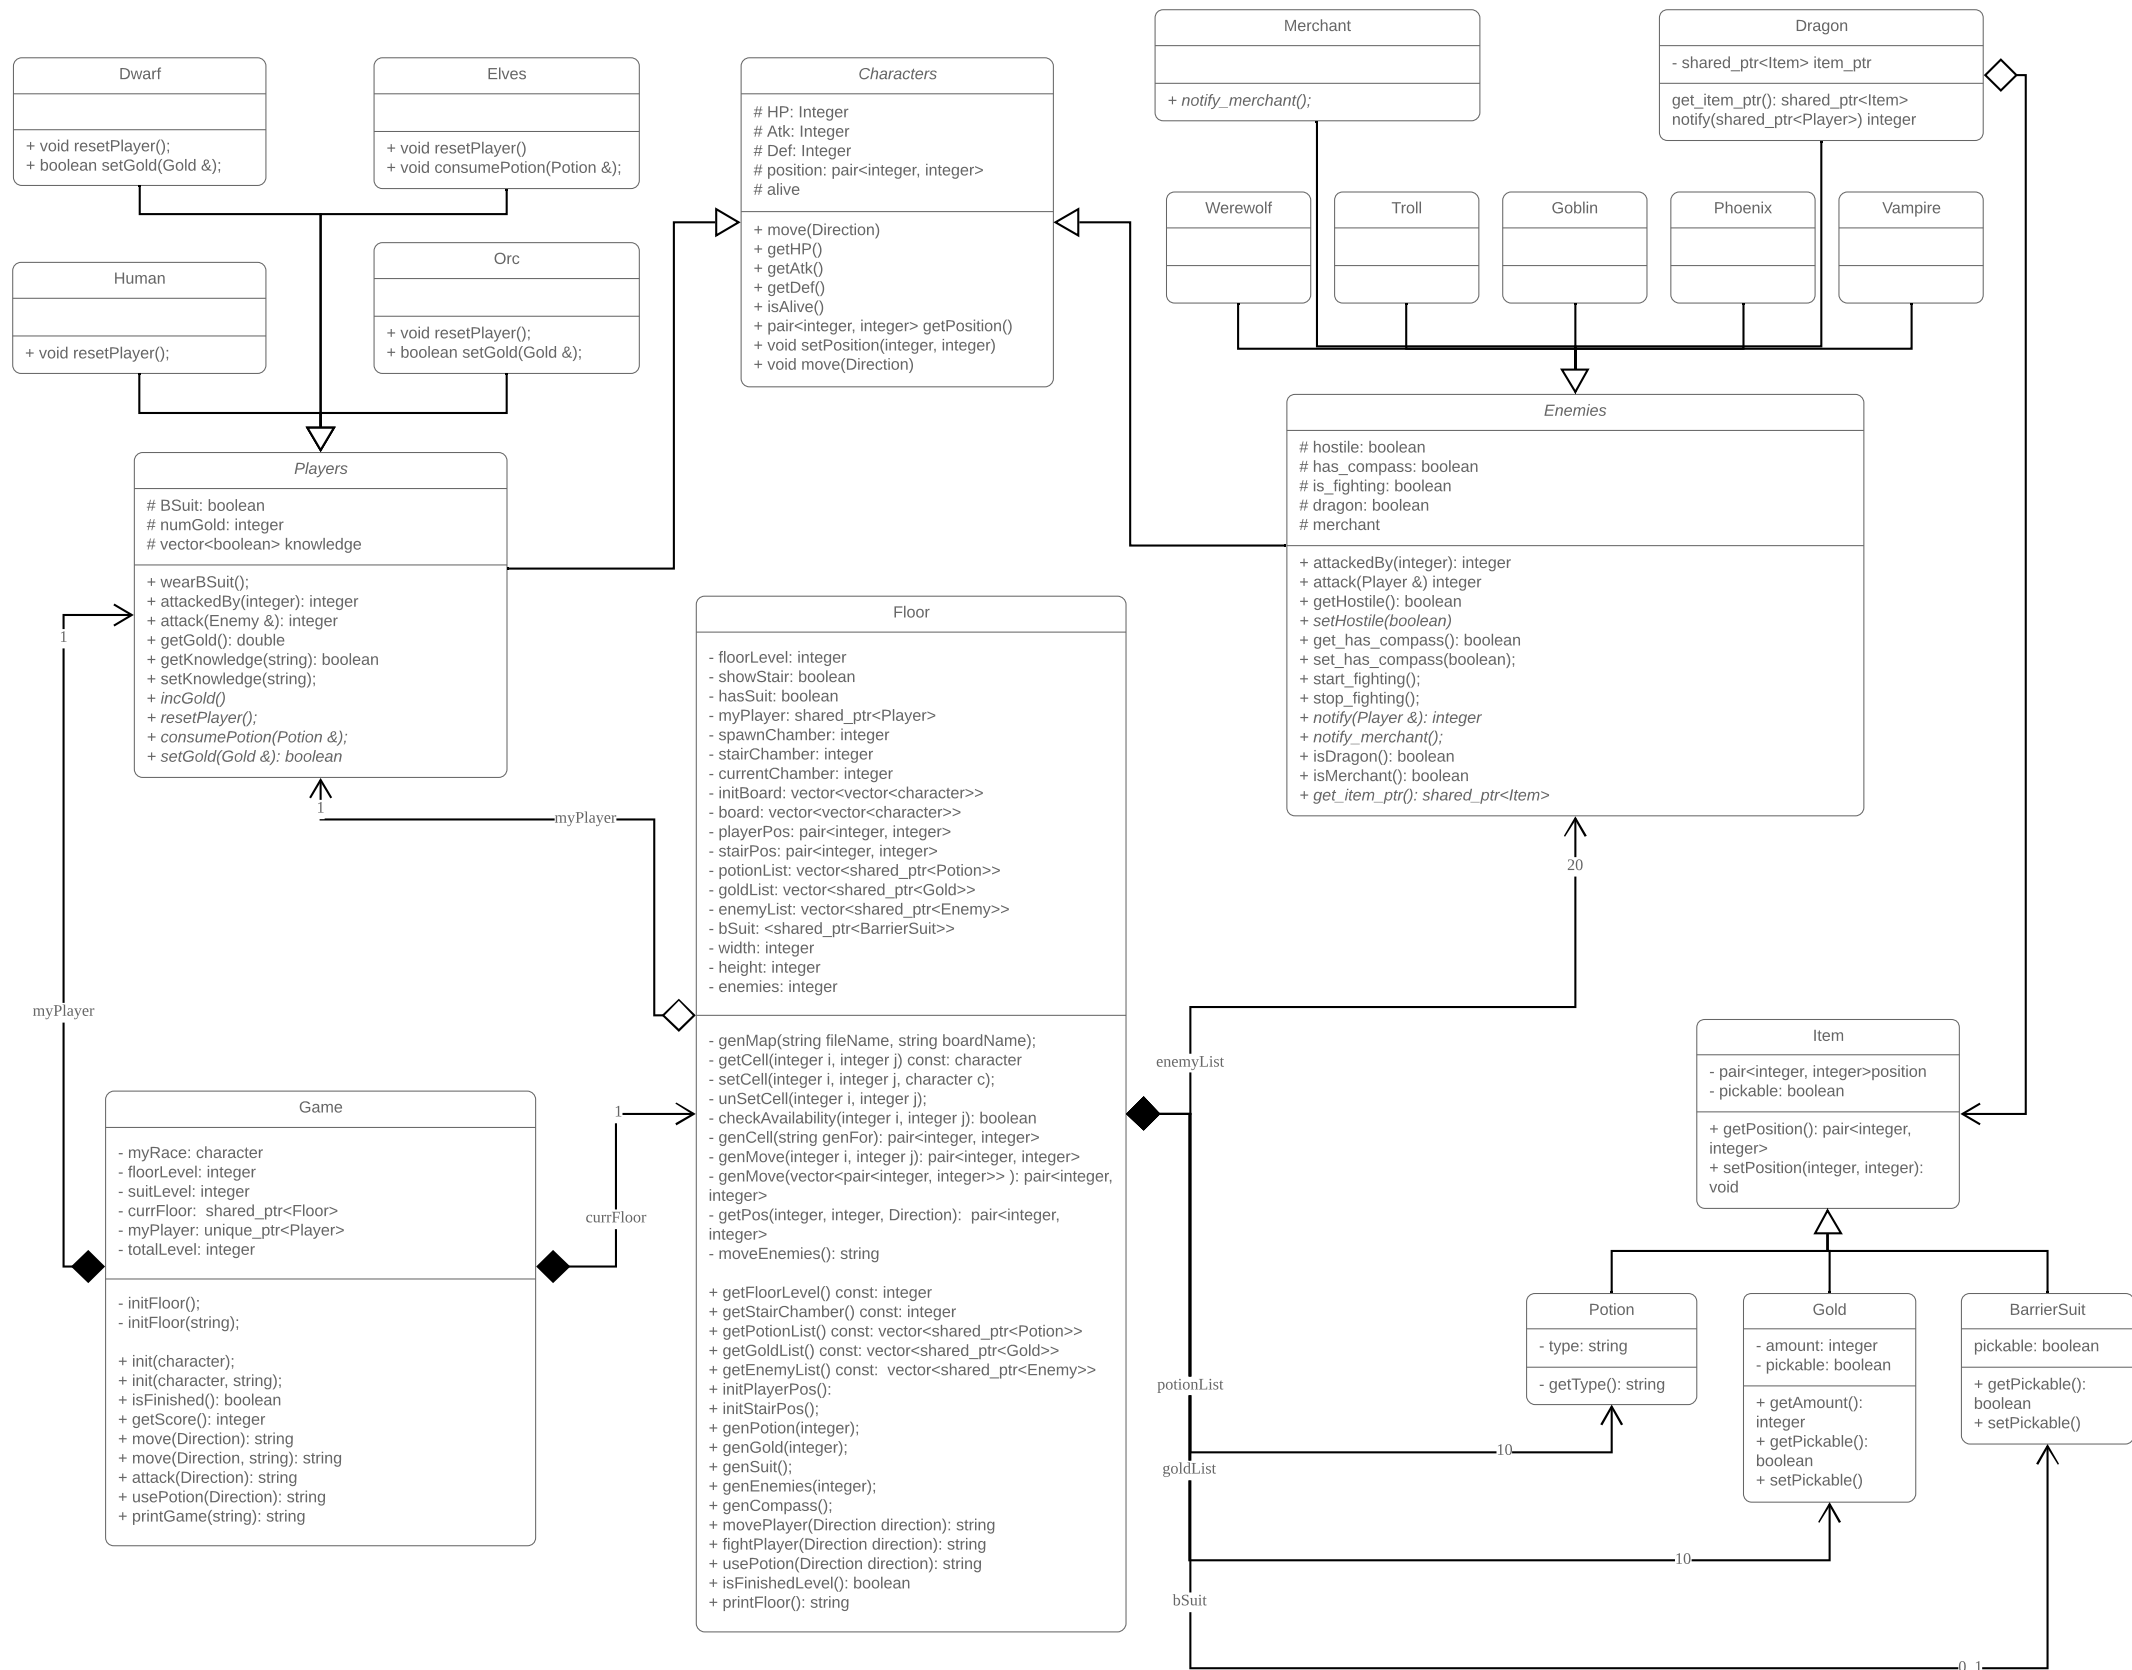 Dwarf
+ void resetPlayer();
+ boolean setGold(Gold &);
Elves
+ void resetPlayer()
+ void consumePotion(Potion &);
Human
+ void resetPlayer();
Orc
+ void resetPlayer();
+ boolean setGold(Gold &);
Characters
# HP: Integer
# Atk: Integer
# Def: Integer
# position: pair<integer, integer>
# alive
+ move(Direction)
+ getHP()
+ getAtk()
+ getDef()
+ isAlive()
+ pair<integer, integer> getPosition()
+ void setPosition(integer, integer)
+ void move(Direction)
Merchant
+ notify_merchant();
Dragon
- shared_ptr<Item> item_ptr
get_item_ptr(): shared_ptr<Item>
notify(shared_ptr<Player>) integer
Werewolf
Troll
Goblin
Phoenix
Vampire
Players
# BSuit: boolean
# numGold: integer
# vector<boolean> knowledge
+ wearBSuit();
+ attackedBy(integer): integer
+ attack(Enemy &): integer
+ getGold(): double
+ getKnowledge(string): boolean
+ setKnowledge(string);
+ incGold()
+ resetPlayer();
+ consumePotion(Potion &);
+ setGold(Gold &): boolean
Enemies
# hostile: boolean
# has_compass: boolean
# is_fighting: boolean
# dragon: boolean
# merchant
+ attackedBy(integer): integer
+ attack(Player &) integer
+ getHostile(): boolean
+ setHostile(boolean)
+ get_has_compass(): boolean
+ set_has_compass(boolean);
+ start_fighting();
+ stop_fighting();
+ notify(Player &): integer
+ notify_merchant();
+ isDragon(): boolean
+ isMerchant(): boolean
+ get_item_ptr(): shared_ptr<Item>
1
1
myPlayer
myPlayer
20
Floor
- floorLevel: integer
- showStair: boolean
- hasSuit: boolean
- myPlayer: shared_ptr<Player>
- spawnChamber: integer
- stairChamber: integer
- currentChamber: integer
- initBoard: vector<vector<character>>
- board: vector<vector<character>>
- playerPos: pair<integer, integer>
- stairPos: pair<integer, integer>
- potionList: vector<shared_ptr<Potion>>
- goldList: vector<shared_ptr<Gold>>
- enemyList: vector<shared_ptr<Enemy>>
- bSuit: <shared_ptr<BarrierSuit>>
- width: integer
- height: integer
- enemies: integer
- genMap(string fileName, string boardName);
- getCell(integer i, integer j) const: character
- setCell(integer i, integer j, character c);
- unSetCell(integer i, integer j);
- checkAvailability(integer i, integer j): boolean
- genCell(string genFor): pair<integer, integer>
- genMove(integer i, integer j): pair<integer, integer>
- genMove(vector<pair<integer, integer>> ): pair<integer,
integer>
- getPos(integer, integer, Direction):  pair<integer,
integer>
- moveEnemies(): string
+ getFloorLevel() const: integer
+ getStairChamber() const: integer
+ getPotionList() const: vector<shared_ptr<Potion>>
+ getGoldList() const: vector<shared_ptr<Gold>>
+ getEnemyList() const:  vector<shared_ptr<Enemy>>
+ initPlayerPos():
+ initStairPos();
+ genPotion(integer);
+ genGold(integer);
+ genSuit();
+ genEnemies(integer);
+ genCompass();
+ movePlayer(Direction direction): string
+ fightPlayer(Direction direction): string
+ usePotion(Direction direction): string
+ isFinishedLevel(): boolean
+ printFloor(): string
Game
- myRace: character
- floorLevel: integer
- suitLevel: integer
- currFloor:  shared_ptr<Floor>
- myPlayer: unique_ptr<Player>
- totalLevel: integer
- initFloor();
- initFloor(string);
+ init(character);
+ init(character, string);
+ isFinished(): boolean
+ getScore(): integer
+ move(Direction): string
+ move(Direction, string): string
+ attack(Direction): string
+ usePotion(Direction): string
+ printGame(string): string
1
currFloor
enemyList
potionList
goldList
bSuit
10
10
0..1
Item
- pair<integer, integer>position
- pickable: boolean
+ getPosition(): pair<integer,
integer>
+ setPosition(integer, integer):
void
Potion
- type: string
- getType(): string
Gold
- amount: integer
- pickable: boolean
+ getAmount():
integer
+ getPickable():
boolean
+ setPickable()
BarrierSuit
pickable: boolean
+ getPickable():
boolean
+ setPickable()